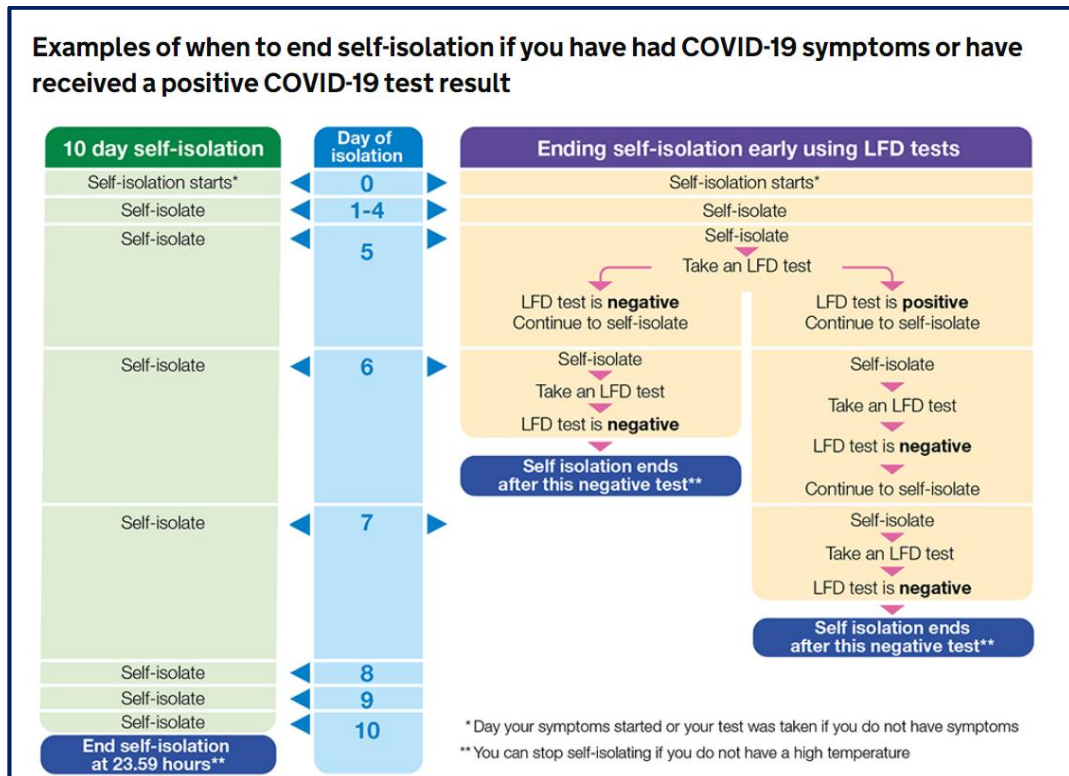 Examples of when to end self-isolation if you have had COVID-19 symptoms or have
received a positive COVID-19 test result
10 day self-isolation
Day of
isolation
Ending self-isolation early using LFD tests
Self-isolation starts*
0
Self-isolation starts*
Self-isolate
1-4
Self-isolate
Self-isolate
5
Self-isolate
Take an LFD test
LFD test is negative
Continue to self-isolate
LFD test is positive
Continue to self-isolate
Self-isolate
6
Self-isolate
Take an LFD test
LFD test is negative
Self isolation ends
after this negative test**
Self-isolate
Take an LFD test
LFD test is negative
Continue to self-isolate
Self-isolate
7
Self-isolate
Take an LFD test
LFD test is negative
Self isolation ends
after this negative test**
Self-isolate
8
Self-isolate
9
Self-isolate
10
End self-isolation
at 23.59 hours**
* Day your symptoms started or your test was taken if you do not have symptoms
** You can stop self-isolating if you do not have a high temperature